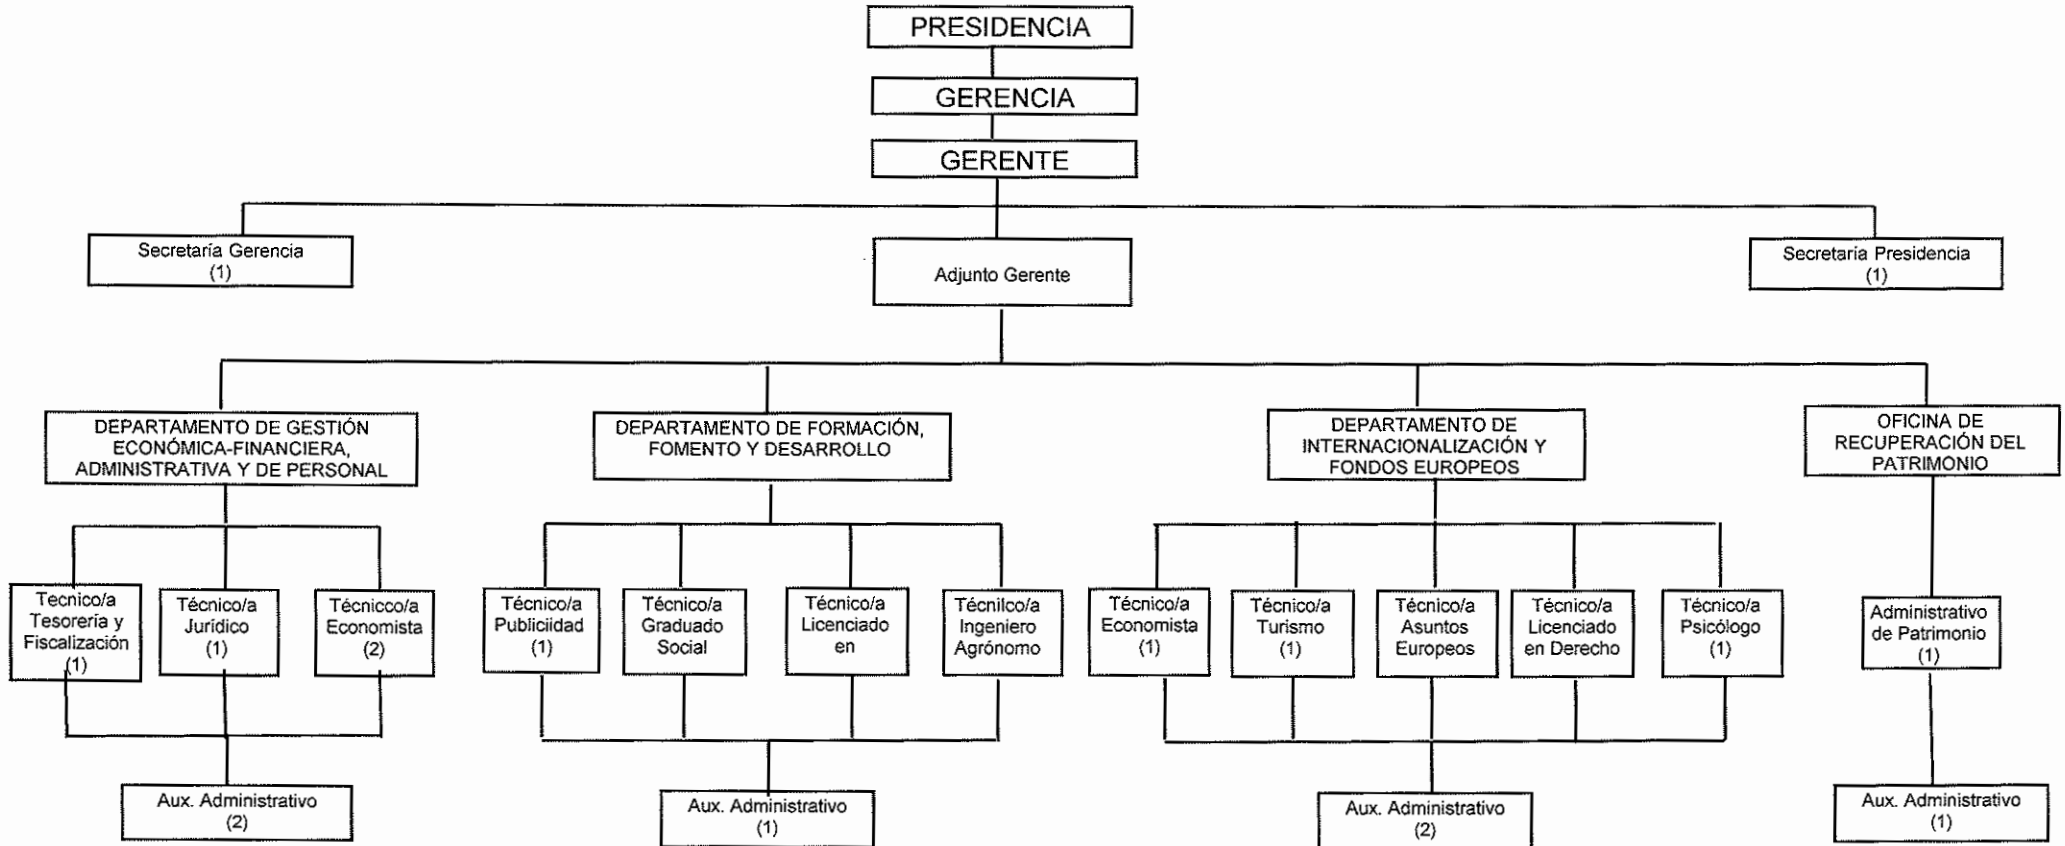 PRESIDENCIA
GERENCIA
GERENTE
Secretaría Gerencia
(1)
Adjunto Gerente
Secretaria Presidencia
(1)
DEPARTAMENTO DE GESTIÓN
ECONÓMICA-FINANCIERA,
ADMINISTRATIVA Y DE PERSONAL
DEPARTAMENTO DE FORMACIÓN,
FOMENTO Y DESARROLLO
DEPARTAMENTO DE
INTERNACIONALIZACIÓN Y
FONDOS EUROPEOS
OFICINA DE
RECUPERACIÓN DEL
PATRIMONIO
Tecnico/a
Tesorería y
Fiscalización
(1)
Técnico/a
Jurídico
(1)
Técnicco/a
Economista
(2)
Técnico/a
Publiciidad
(1)
Técnico/a
Graduado
Social
Técnico/a
Licenciado
en
Técnilco/a
Ingeniero
Agrónomo
Técnico/a
Economista
(1)
Técnico/a
Turismo
(1)
Técnico/a
Asuntos
Europeos
Técnico/a
Licenciado
en Derecho
Técnico/a
Psicólogo
(1)
Administrativo
de Patrimonio
(1)
Aux. Administrativo
(2)
Aux. Administrativo
(1)
Aux. Administrativo
(2)
Aux. Administrativo
(1)